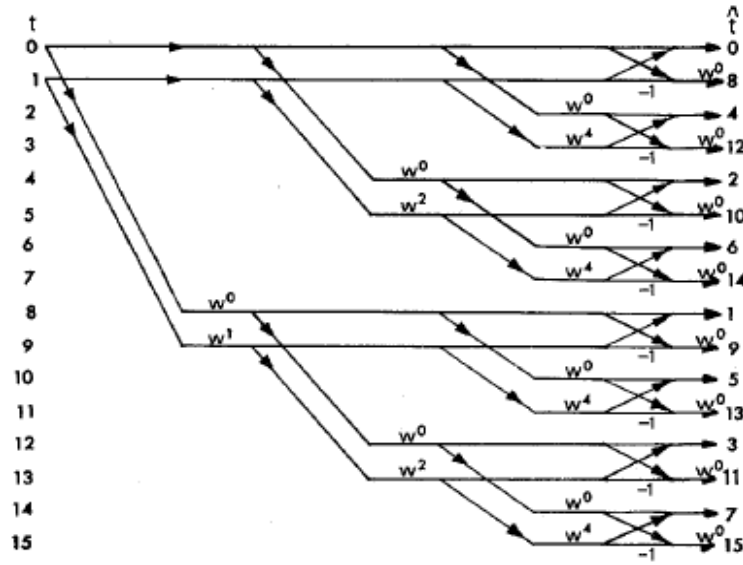 t t̂
0 0
1 W⁰ 8
-1
2 W⁰ 4
3 W⁴ W⁰ 12
-1
4 W⁰ 2
5 W² W⁰ 10
-1
6 W⁰ 6
7 W⁴ W⁰ 14
-1
8 W⁰ 1
9 W¹ W⁰ 9
-1
10 W⁰ 5
11 W⁴ W⁰ 13
-1
12 W⁰ 3
13 W² W⁰ 11
-1
14 W⁰ 7
15 W⁴ W⁰ 15
-1